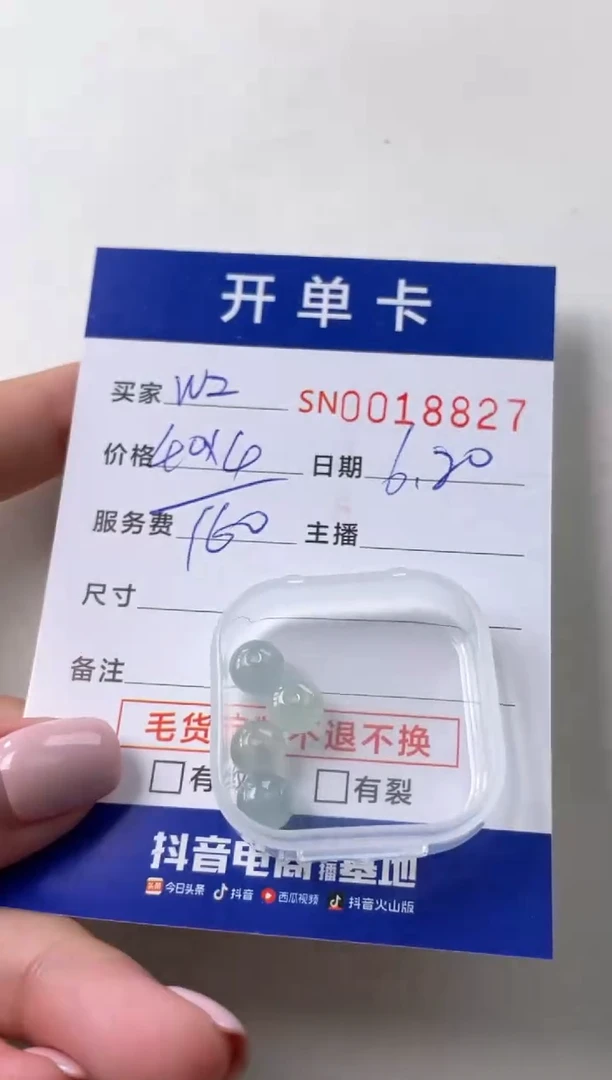 开单卡
买家 W2 SN0018827
价格 40X4 日期 6.20
服务费 160 主播
尺寸
备注
毛货 不退不换
有 有裂
抖音电商 播基地
今日头条 抖音 西瓜视频 抖音火山版